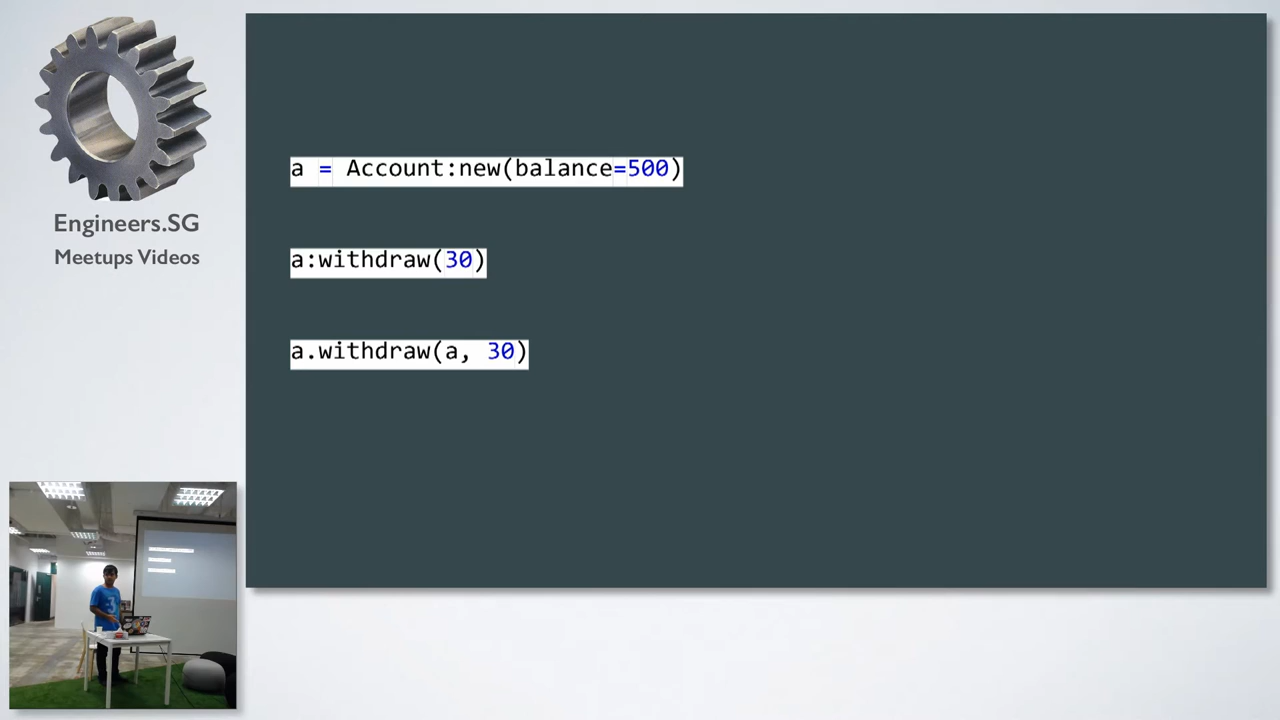 Engineers.SG
Meetups Videos
a = Account:new(balance=500)
a:withdraw(30)
a.withdraw(a, 30)